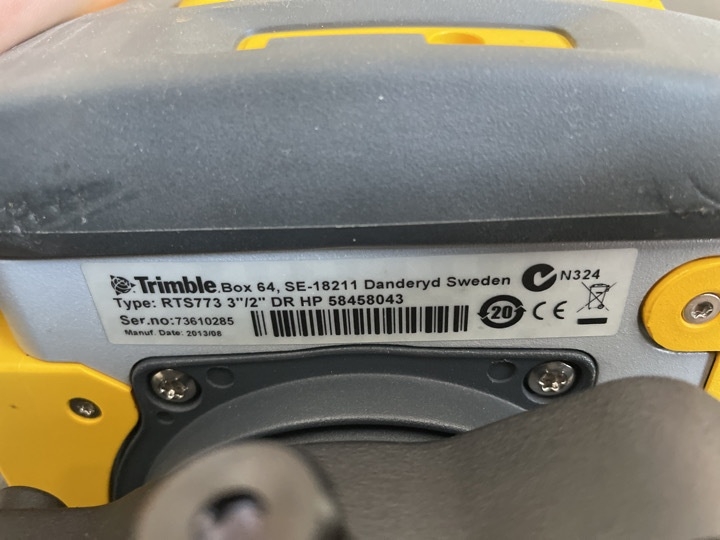 Trimble. Box 64, SE-18211 Danderyd Sweden N324
Type: RTS773 3"/2" DR HP 58458043
Ser.no:73610285
Manuf. Date: 2013/08
20
CE